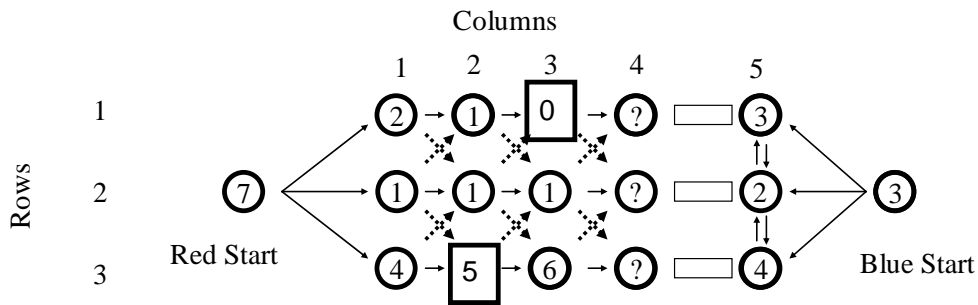 Columns
1 2 3 4 5
1 2 1 0 ? 3
Rows 2 7 1 1 1 ? 2 3
Red Start Blue Start
3 4 5 6 ? 4